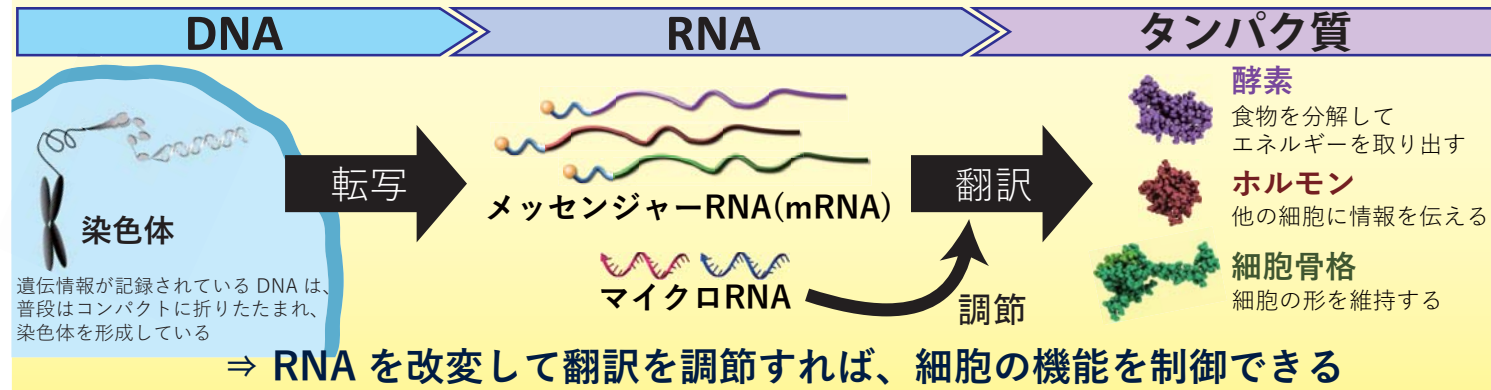 DNA
RNA
タンパク質
染色体
遺伝情報が記録されている DNA は、
普段はコンパクトに折りたたまれ、
染色体を形成している
転写
メッセンジャーRNA(mRNA)
マイクロRNA
翻訳
調節
酵素
食物を分解して
エネルギーを取り出す
ホルモン
他の細胞に情報を伝える
細胞骨格
細胞の形を維持する
⇒ RNA を改変して翻訳を調節すれば、細胞の機能を制御できる